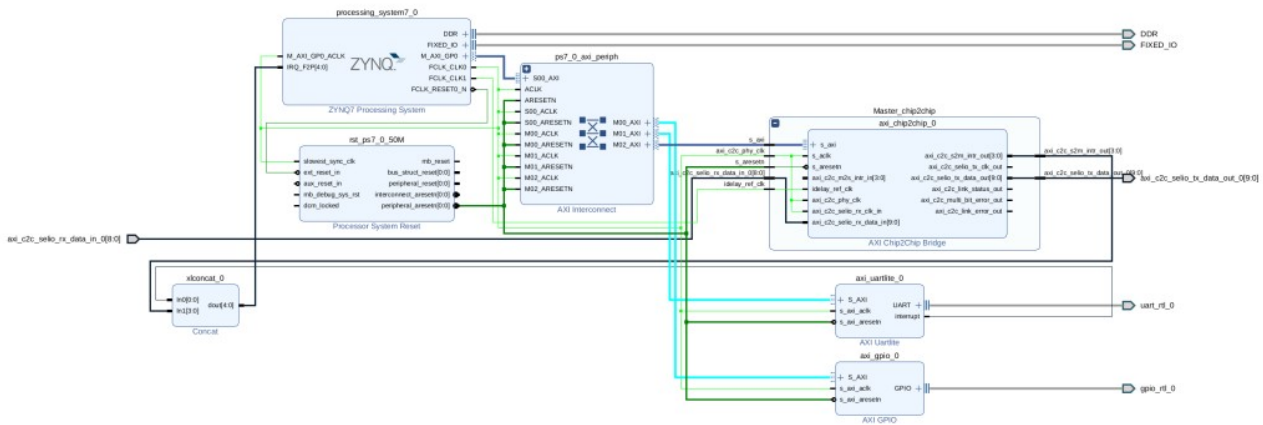 processing_system7_0
DDR
FIXED_IO
M_AXI_GP0_ACLK
IRQ_F2P[4:0]
ZYNQ
M_AXI_GP0
FCLK_CLK0
FCLK_CLK1
FCLK_RESET0_N
ZYNQ7 Processing System
DDR
FIXED_IO
rst_ps7_0_50M
slowest_sync_clk
ext_reset_in
aux_reset_in
mb_debug_sys_rst
dcm_locked
mb_reset
bus_struct_reset[0:0]
peripheral_reset[0:0]
interconnect_aresetn[0:0]
peripheral_aresetn[0:0]
Processor System Reset
ps7_0_axi_periph
S00_AXI
ACLK
ARESETN
S00_ACLK
S00_ARESETN
M00_ACLK
M00_ARESETN
M01_ACLK
M01_ARESETN
M02_ACLK
M02_ARESETN
M00_AXI
M01_AXI
M02_AXI
AXI Interconnect
Master_chip2chip
s_axi
axi_c2c_phy_clk
s_aresetn
axi_c2c_selio_rx_data_in_0[8:0]
idelay_ref_clk
axi_chip2chip_0
s_axi
s_aclk
s_aresetn
axi_c2c_m2s_intr_in[3:0]
idelay_ref_clk
axi_c2c_phy_clk
axi_c2c_selio_rx_clk_in
axi_c2c_selio_rx_data_in[9:0]
axi_c2c_s2m_intr_out[3:0]
axi_c2c_selio_tx_clk_out
axi_c2c_selio_tx_data_out[9:0]
axi_c2c_link_status_out
axi_c2c_multi_bit_error_out
axi_c2c_link_error_out
AXI Chip2Chip Bridge
axi_c2c_s2m_intr_out[3:0]
axi_c2c_selio_tx_data_out_0[9:0]
axi_c2c_selio_tx_data_out_0[9:0]
axi_c2c_selio_rx_data_in_0[8:0]
xlconcat_0
In0[0:0]
In1[3:0]
dout[4:0]
Concat
axi_uartlite_0
S_AXI
s_axi_aclk
s_axi_aresetn
UART
interrupt
AXI Uartlite
uart_rtl_0
axi_gpio_0
S_AXI
s_axi_aclk
s_axi_aresetn
GPIO
AXI GPIO
gpio_rtl_0